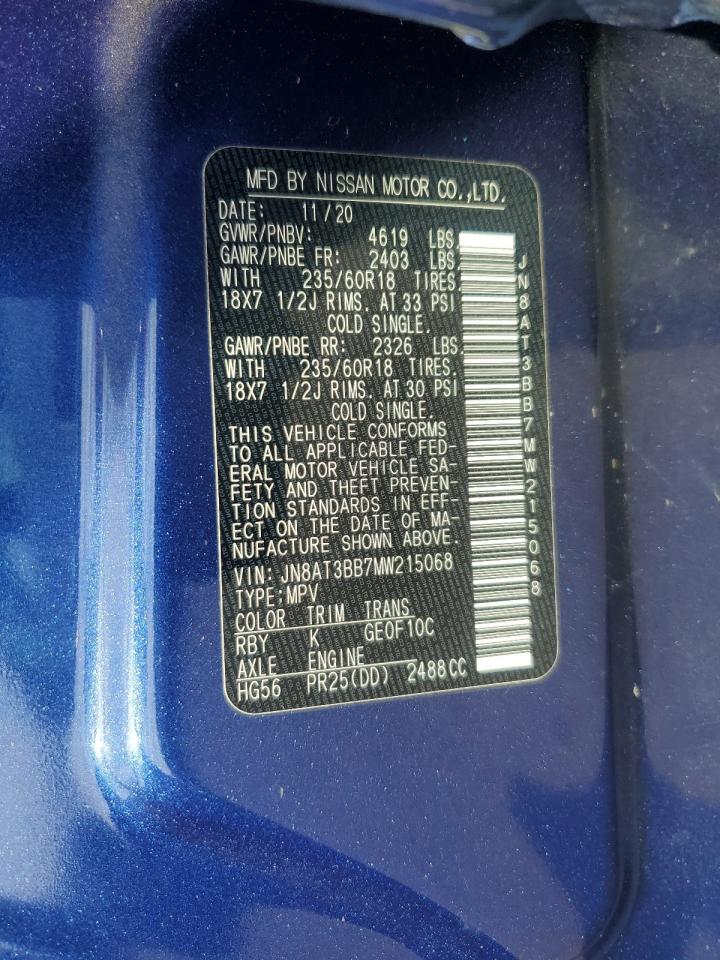 MFD BY NISSAN MOTOR CO.,LTD.
DATE: 11/20
GVWR/PNBV: 4619 LBS
GAWR/PNBE FR: 2403 LBS
WITH 235/60R18 TIRES
18X7 1/2J RIMS. AT 33 PSI
COLD SINGLE.
GAWR/PNBE RR: 2326 LBS.
WITH 235/60R18 TIRES.
18X7 1/2J RIMS. AT 30 PSI
COLD SINGLE.
THIS VEHICLE CONFORMS
TO ALL APPLICABLE FED-
ERAL MOTOR VEHICLE SA-
FETY AND THEFT PREVEN-
TION STANDARDS IN EFF-
ECT ON THE DATE OF MA-
NUFACTURE SHOWN ABOVE.
VIN: JN8AT3BB7MW215068
TYPE:MPV
COLOR TRIM TRANS
RBY K GE0F10C
AXLE ENGINE
HG56 PR25(DD) 2488CC
JN8AT3BB7MW215068